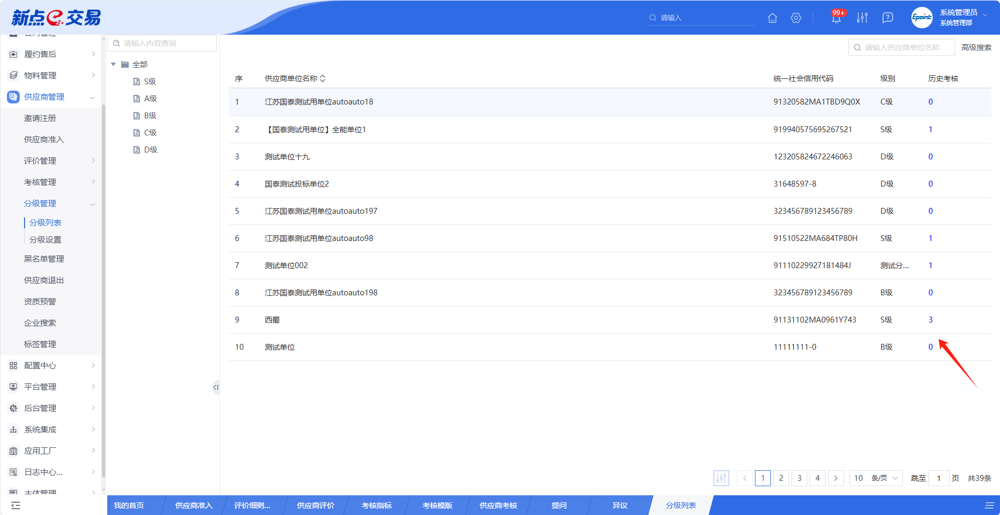 新点e交易
请输入
99+
Epoint
系统管理员
系统管理部
履约售后
物料管理
供应商管理
邀请注册
供应商准入
评价管理
考核管理
分级管理
分级列表
分级设置
黑名单管理
供应商退出
资质预警
企业搜索
标签管理
配置中心
平台管理
后台管理
系统集成
应用工厂
日志中心...
主体管理
请输入内容查询
全部
S级
A级
B级
C级
D级
请输入供应商单位名称
高级搜索
序 供应商单位名称 统一社会信用代码 级别 历史考核
1 江苏国泰测试用单位autoauto18 91320582MA1TBD9Q0X C级 0
2 【国泰测试用单位】全能单位1 919940575695267521 S级 1
3 测试单位十九 123205824672246063 D级 0
4 国泰测试投标单位2 31648597-8 D级 0
5 江苏国泰测试用单位autoauto197 323456789123456789 D级 0
6 江苏国泰测试用单位autoauto98 91510522MA684TP80H S级 1
7 测试单位002 91110229927181484J 测试分... 1
8 江苏国泰测试用单位autoauto198 323456789123456789 B级 0
9 西蜀 91131102MA0961Y743 S级 3
10 测试单位 11111111-0 B级 0
1 2 3 4 10 条/页 跳至 1 页 共39条
我的首页 供应商准入 评价细则... 供应商评价 考核指标 考核模版 供应商考核 提问 异议 分级列表